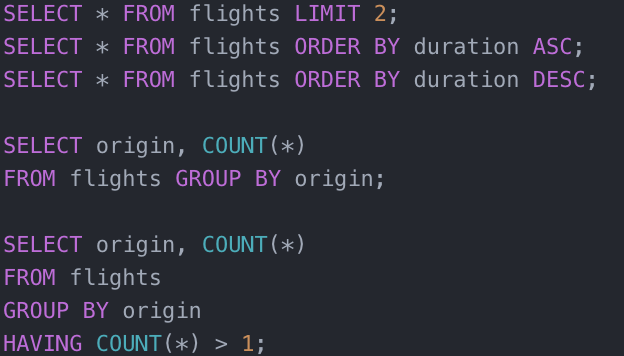 SELECT * FROM flights LIMIT 2;
SELECT * FROM flights ORDER BY duration ASC;
SELECT * FROM flights ORDER BY duration DESC;
SELECT origin, COUNT(*)
FROM flights GROUP BY origin;
SELECT origin, COUNT(*)
FROM flights
GROUP BY origin
HAVING COUNT(*) > 1;